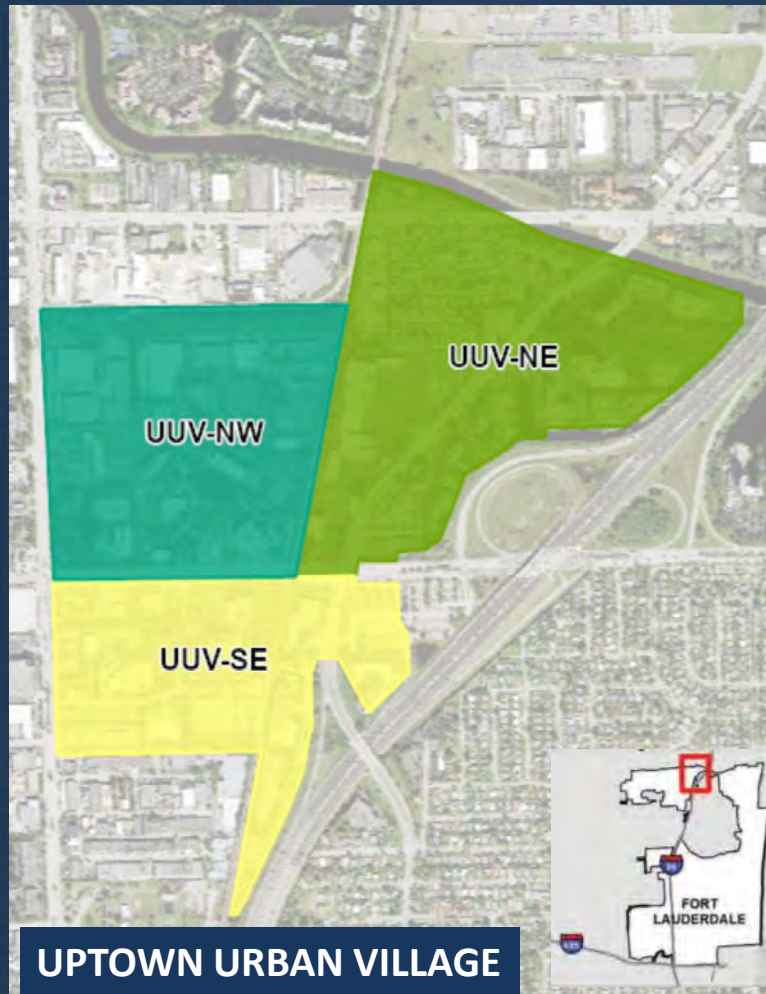 UUV-NE
UUV-NW
UUV-SE
FORT
LAUDERDALE
UPTOWN URBAN VILLAGE